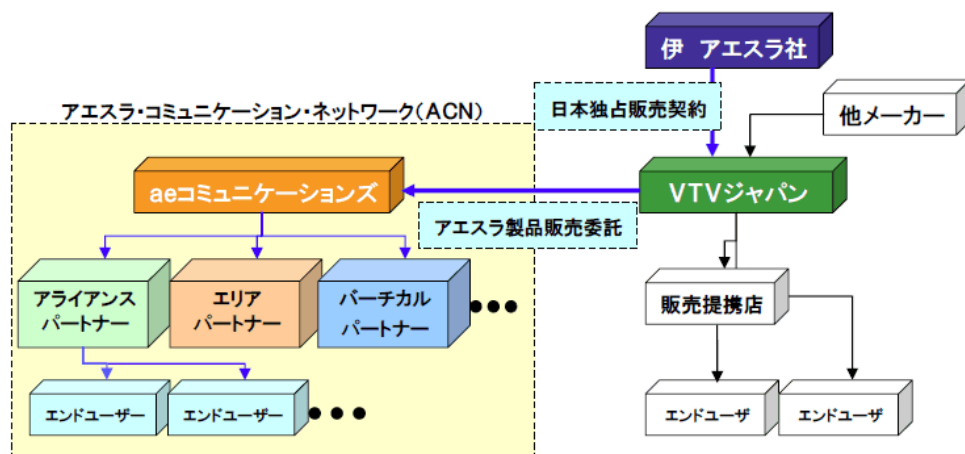 伊 アエスラ社
アエスラ・コミュニケーション・ネットワーク(ACN)
日本独占販売契約
他メーカー
aeコミュニケーションズ
VTVジャパン
アエスラ製品販売委託
アライアンス
パートナー
エリア
パートナー
バーチカル
パートナー
●●●
販売提携店
エンドユーザー
エンドユーザー
●●●
エンドユーザ
エンドユーザ